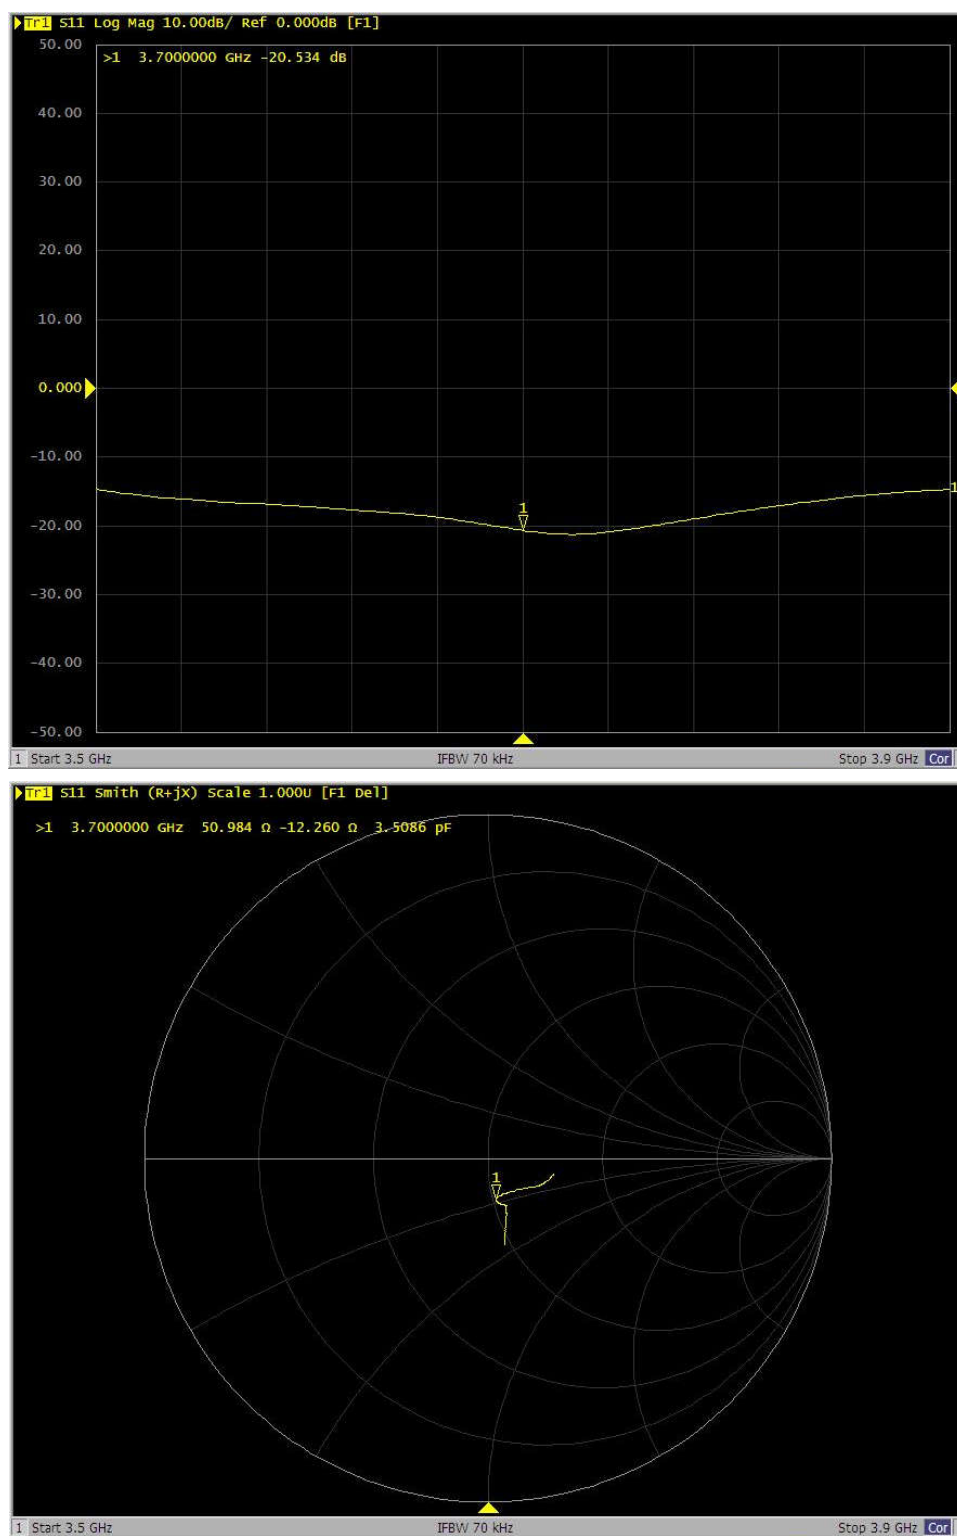 Tr1 S11 Log Mag 10.00dB/ Ref 0.000dB [F1]
50.00
>1 3.7000000 GHz -20.534 dB
40.00
30.00
20.00
10.00
0.000
-10.00
1
1
-20.00
-30.00
-40.00
-50.00
1 Start 3.5 GHz IFBW 70 kHz Stop 3.9 GHz Cor
Tr1 S11 Smith (R+jX) Scale 1.000U [F1 Del]
>1 3.7000000 GHz 50.984 Ω -12.260 Ω 3.5086 pF
1
1 Start 3.5 GHz IFBW 70 kHz Stop 3.9 GHz Cor